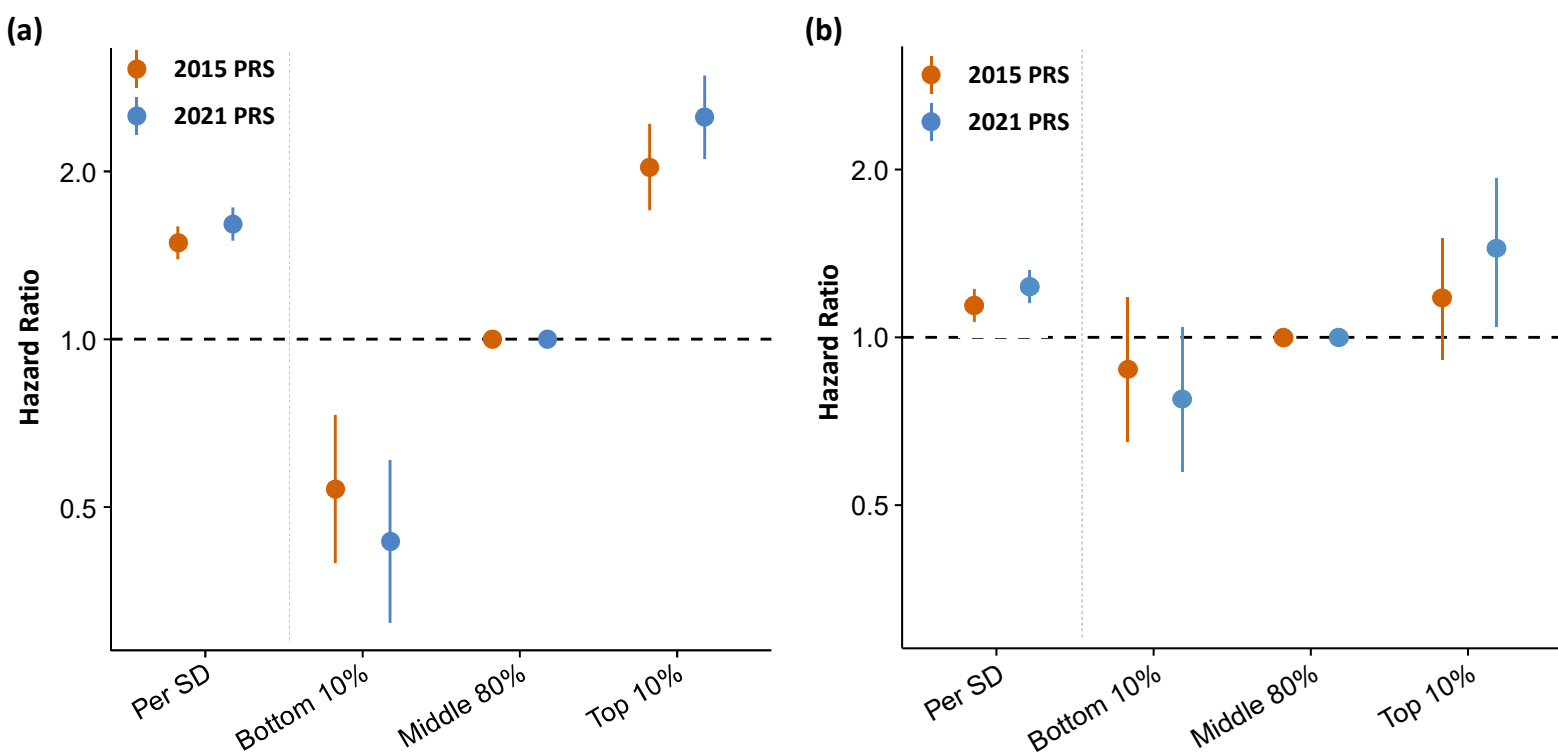 (a)
2015 PRS
2021 PRS
Hazard Ratio
2.0
1.0
0.5
Per SD
Bottom 10%
Middle 80%
Top 10%
(b)
2015 PRS
2021 PRS
Hazard Ratio
2.0
1.0
0.5
Per SD
Bottom 10%
Middle 80%
Top 10%